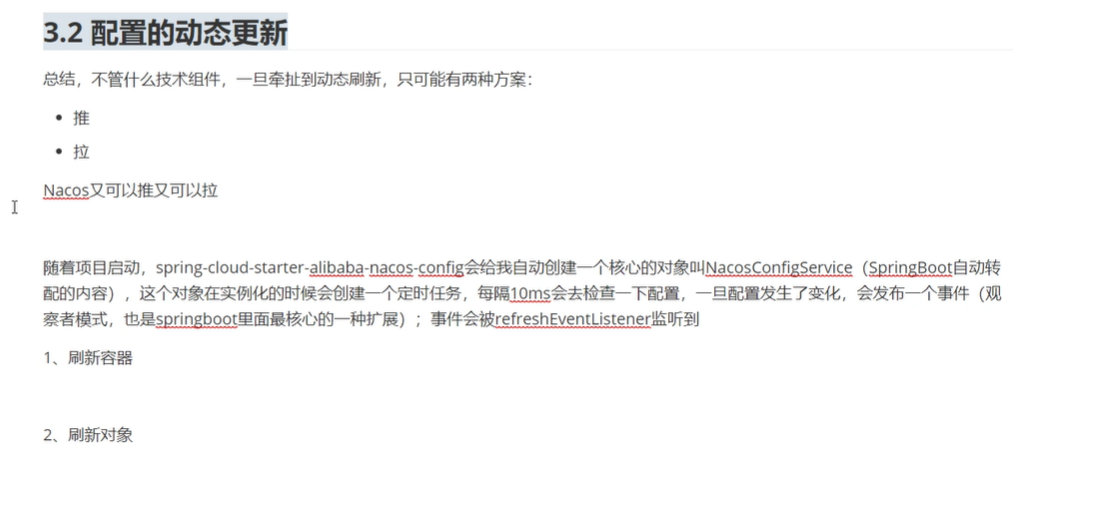 3.2 配置的动态更新
总结，不管什么技术组件，一旦牵扯到动态刷新，只可能有两种方案：
• 推
• 拉
Nacos又可以推又可以拉
随着项目启动，spring-cloud-starter-alibaba-nacos-config会给我自动创建一个核心的对象叫NacosConfigService（SpringBoot自动转
配的内容），这个对象在实例化的时候会创建一个定时任务，每隔10ms会去检查一下配置，一旦配置发生了变化，会发布一个事件（观
察者模式，也是springboot里面最核心的一种扩展）；事件会被refreshEventListener监听到
1、刷新容器
2、刷新对象